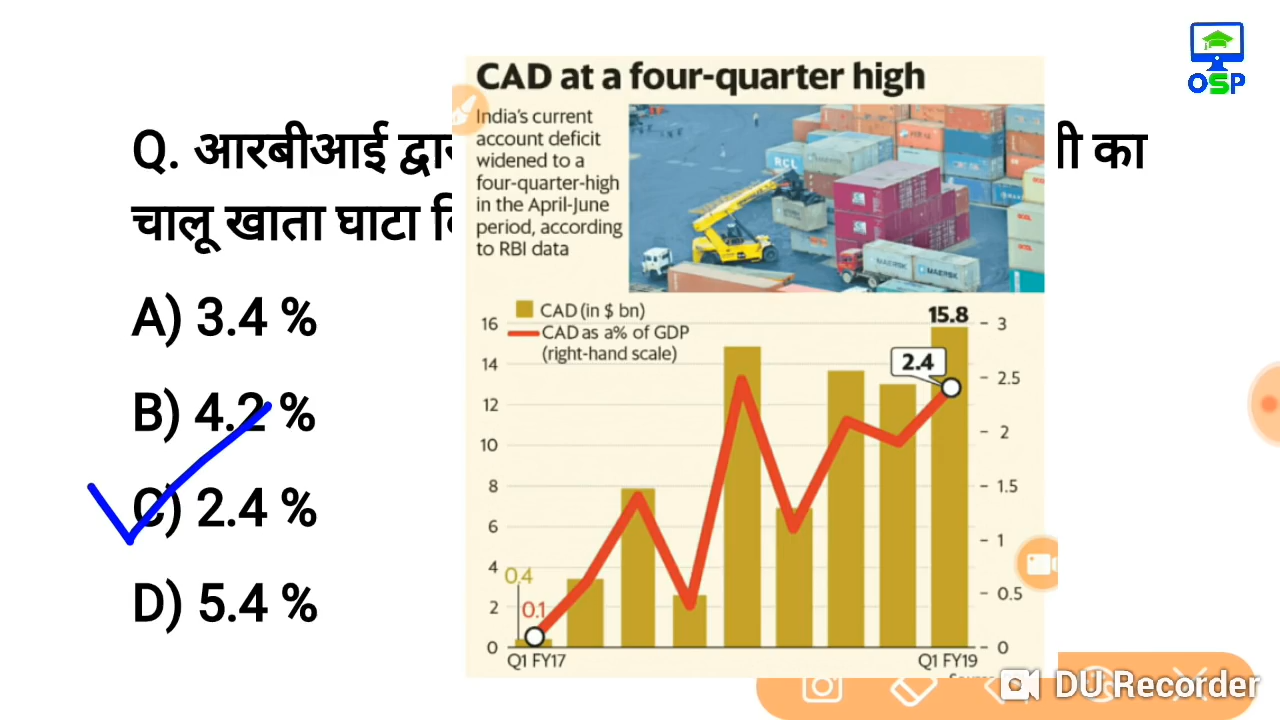 OSP
Q. आरबीआई
ी का
चालू खाता घाटा
A) 3.4 %
B) 4.2 %
C) 2.4 %
D) 5.4 %
CAD at a four-quarter high
India's current
account deficit
widened to a
four-quarter-high
in the April-June
period, according
to RBI data
RCL
MAERSK
MAERSK
CAD (in $ bn)
CAD as a% of GDP
(right-hand scale)
16
14
12
10
8
6
4
2
0
0.4
0.1
15.8
2.4
3
2.5
2
1.5
1
0.5
0
Q1 FY17
Q1 FY19
DU Recorder